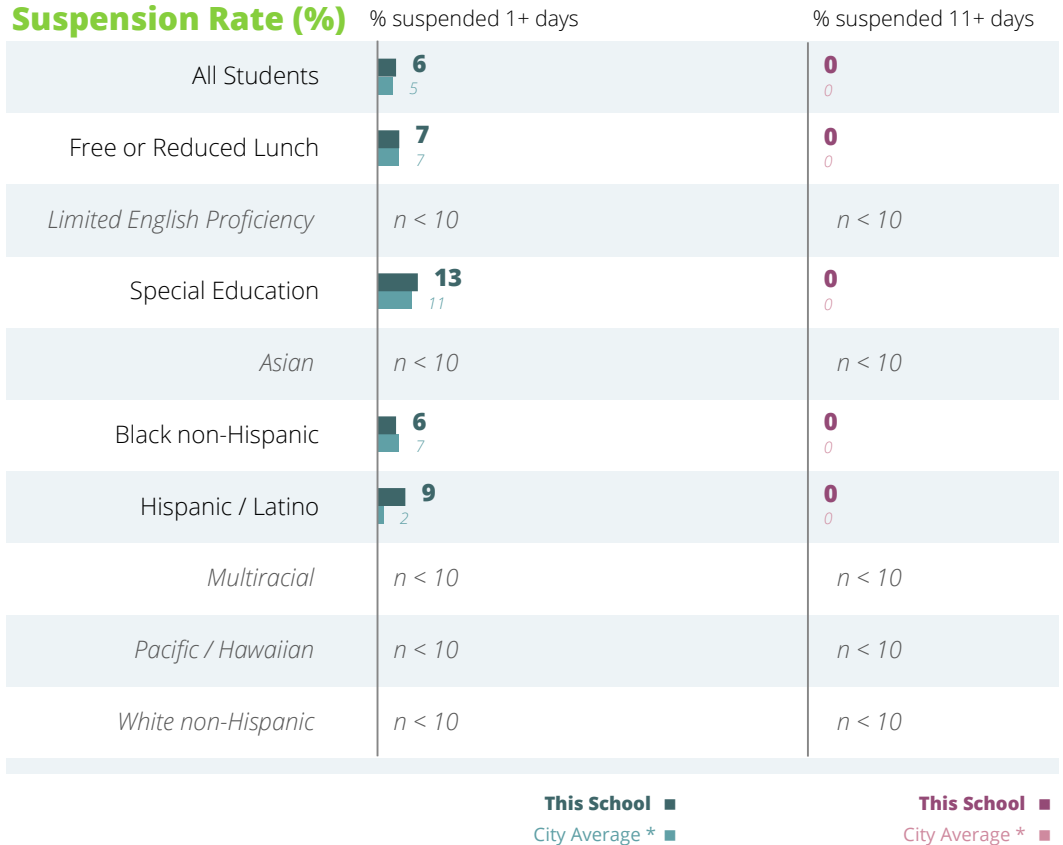 Suspension Rate (%) % suspended 1+ days % suspended 11+ days
All Students 6 0
5 0
Free or Reduced Lunch 7 0
7 0
Limited English Proficiency n < 10 n < 10
Special Education 13 0
11 0
Asian n < 10 n < 10
Black non-Hispanic 6 0
7 0
Hispanic / Latino 9 0
2 0
Multiracial n < 10 n < 10
Pacific / Hawaiian n < 10 n < 10
White non-Hispanic n < 10 n < 10
This School This School
City Average * City Average *